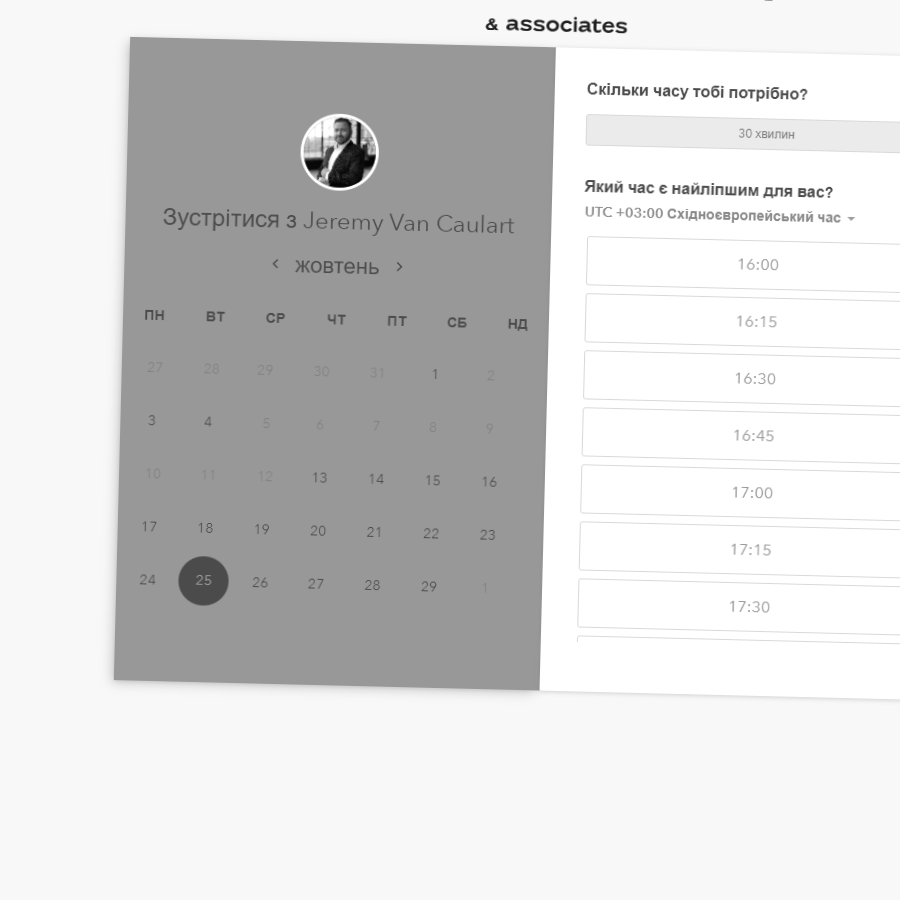 & associates
Зустрітися з Jeremy Van Caulart
жовтень
ПН ВТ СР ЧТ ПТ СБ НД
27 28 29 30 31 1 2
3 4 5 6 7 8 9
10 11 12 13 14 15 16
17 18 19 20 21 22 23
24 25 26 27 28 29 1
Скільки часу тобі потрібно?
30 хвилин
Який час є найліпшим для вас?
UTC +03:00 Східноєвропейський час
16:00
16:15
16:30
16:45
17:00
17:15
17:30